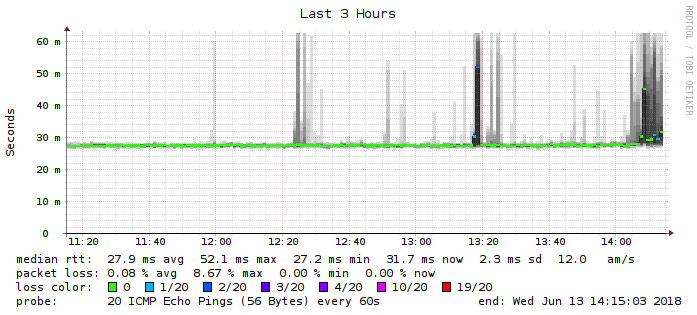 Last 3 Hours
RRDTOOL / TOBI OETIKER
Seconds
60 m
50 m
40 m
30 m
20 m
10 m
0
11:20 11:40 12:00 12:20 12:40 13:00 13:20 13:40 14:00
median rtt: 27.9 ms avg 52.1 ms max 27.2 ms min 31.7 ms now 2.3 ms sd 12.0 am/s
packet loss: 0.08 % avg 8.67 % max 0.00 % min 0.00 % now
loss color: 0 1/20 2/20 3/20 4/20 10/20 19/20
probe: 20 ICMP Echo Pings (56 Bytes) every 60s end: Wed Jun 13 14:15:03 2018